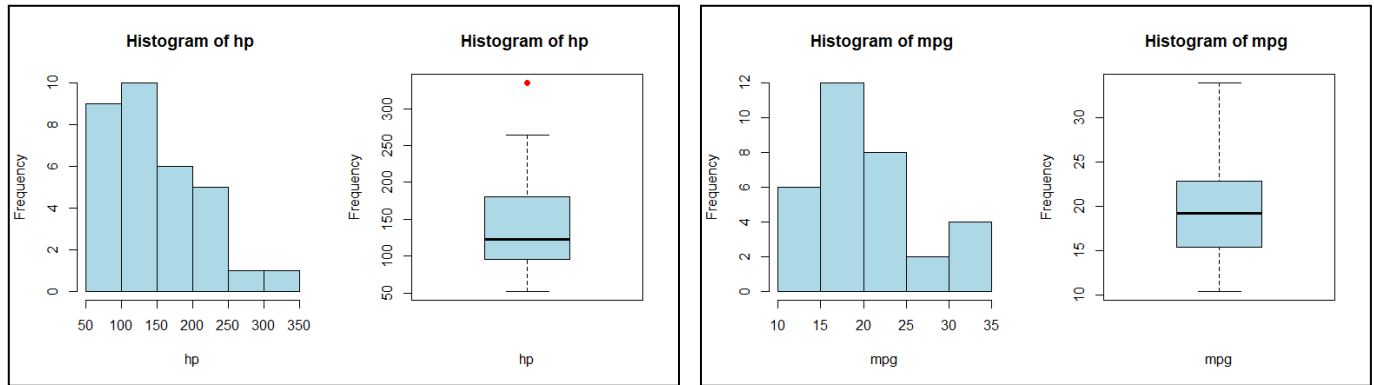 Histogram of hp
Frequency
0
2
4
6
8
10
50 100 150 200 250 300 350
hp
Histogram of hp
Frequency
50
100
150
200
250
300
hp
Histogram of mpg
Frequency
0
2
4
6
8
10
12
10 15 20 25 30 35
mpg
Histogram of mpg
Frequency
10
15
20
25
30
mpg